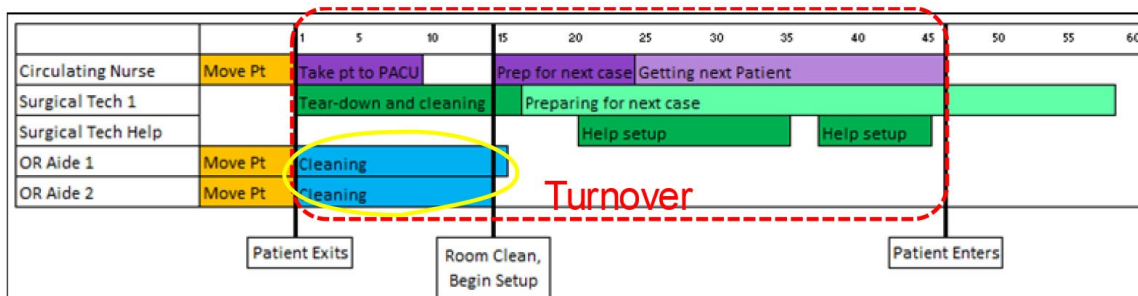 1 5 10 15 20 25 30 35 40 45 50 55 60
Circulating Nurse Move Pt Take pt to PACU Prep for next case Getting next Patient
Surgical Tech 1 Tear-down and cleaning Preparing for next case
Surgical Tech Help Help setup Help setup
OR Aide 1 Move Pt Cleaning
OR Aide 2 Move Pt Cleaning
Turnover
Patient Exits
Room Clean,
Begin Setup
Patient Enters